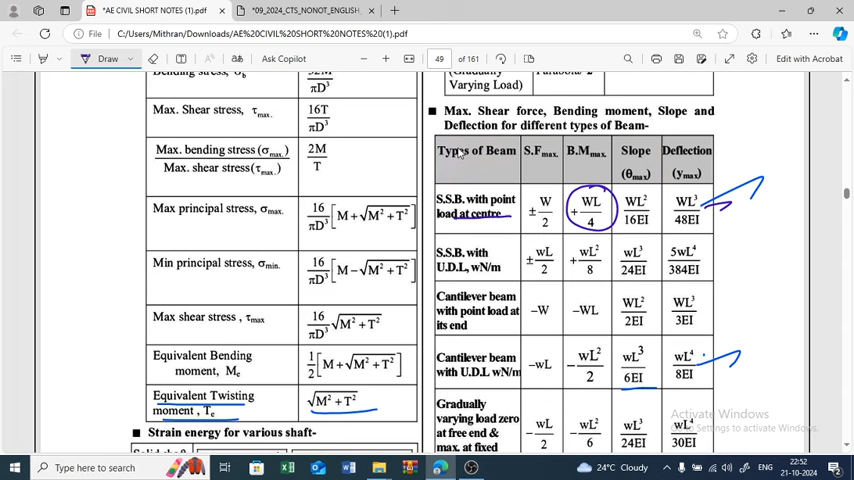 *AE CIVIL SHORT NOTES (1).pdf
*09_2024_CTS_NONOT_ENGLISH_
File
C:/Users/Mithran/Downloads/AE%20CIVIL%20SHORT%20NOTES%20(1).pdf
Draw
Ask Copilot
49
of 161
Edit with Acrobat
Bending stress, σb
32M
πD³
Max. Shear stress, τmax.
16T
πD³
Max. bending stress(σmax.)
Max. shear stress(τmax.)
2M
T
Max principal stress, σmax.
16
πD³
[M+√M²+T²]
Min principal stress, σmin.
16
πD³
[M−√M²+T²]
Max shear stress , τmax
16
πD³
√M²+T²
Equivalent Bending
moment, Me
1
2
[M+√M²+T²]
Equivalent Twisting
moment , Te
√M²+T²
■ Strain energy for various shaft-
(Gradually
Varying Load)
■ Max. Shear force, Bending moment, Slope and
Deflection for different types of Beam-
Types of Beam S.Fmax. B.Mmax. Slope (θmax) Deflection (ymax)
S.S.B. with point
load at centre
± W/2 + WL/4 WL²/16EI WL³/48EI
S.S.B. with
U.D.L, wN/m
± wL/2 + wL²/8 wL³/24EI 5wL⁴/384EI
Cantilever beam
with point load at
its end
−W −WL WL²/2EI WL³/3EI
Cantilever beam
with U.D.L wN/m
−wL − wL²/2 wL³/6EI wL⁴/8EI
Gradually
varying load zero
at free end &
max. at fixed
− wL/2 − wL²/6 wL³/24EI wL⁴/30EI
Activate Windows
Go to Settings to activate Windows.
Type here to search
24°C Cloudy
ENG
22:52
21-10-2024